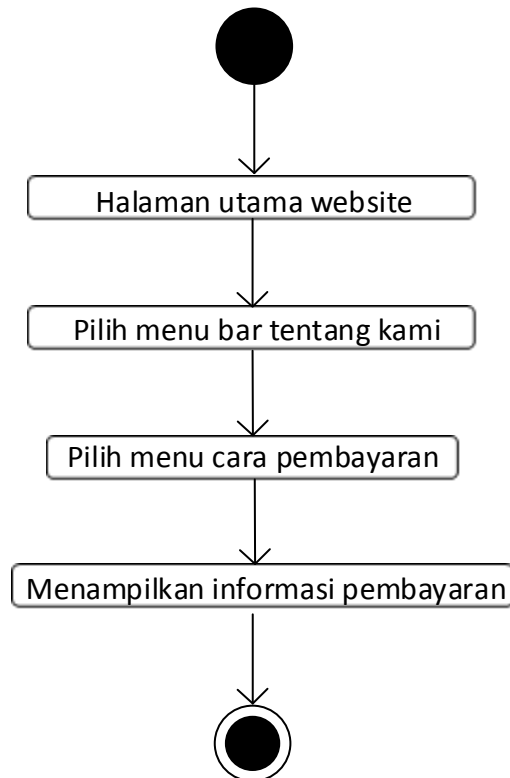 Halaman utama website
Pilih menu bar tentang kami
Pilih menu cara pembayaran
Menampilkan informasi pembayaran